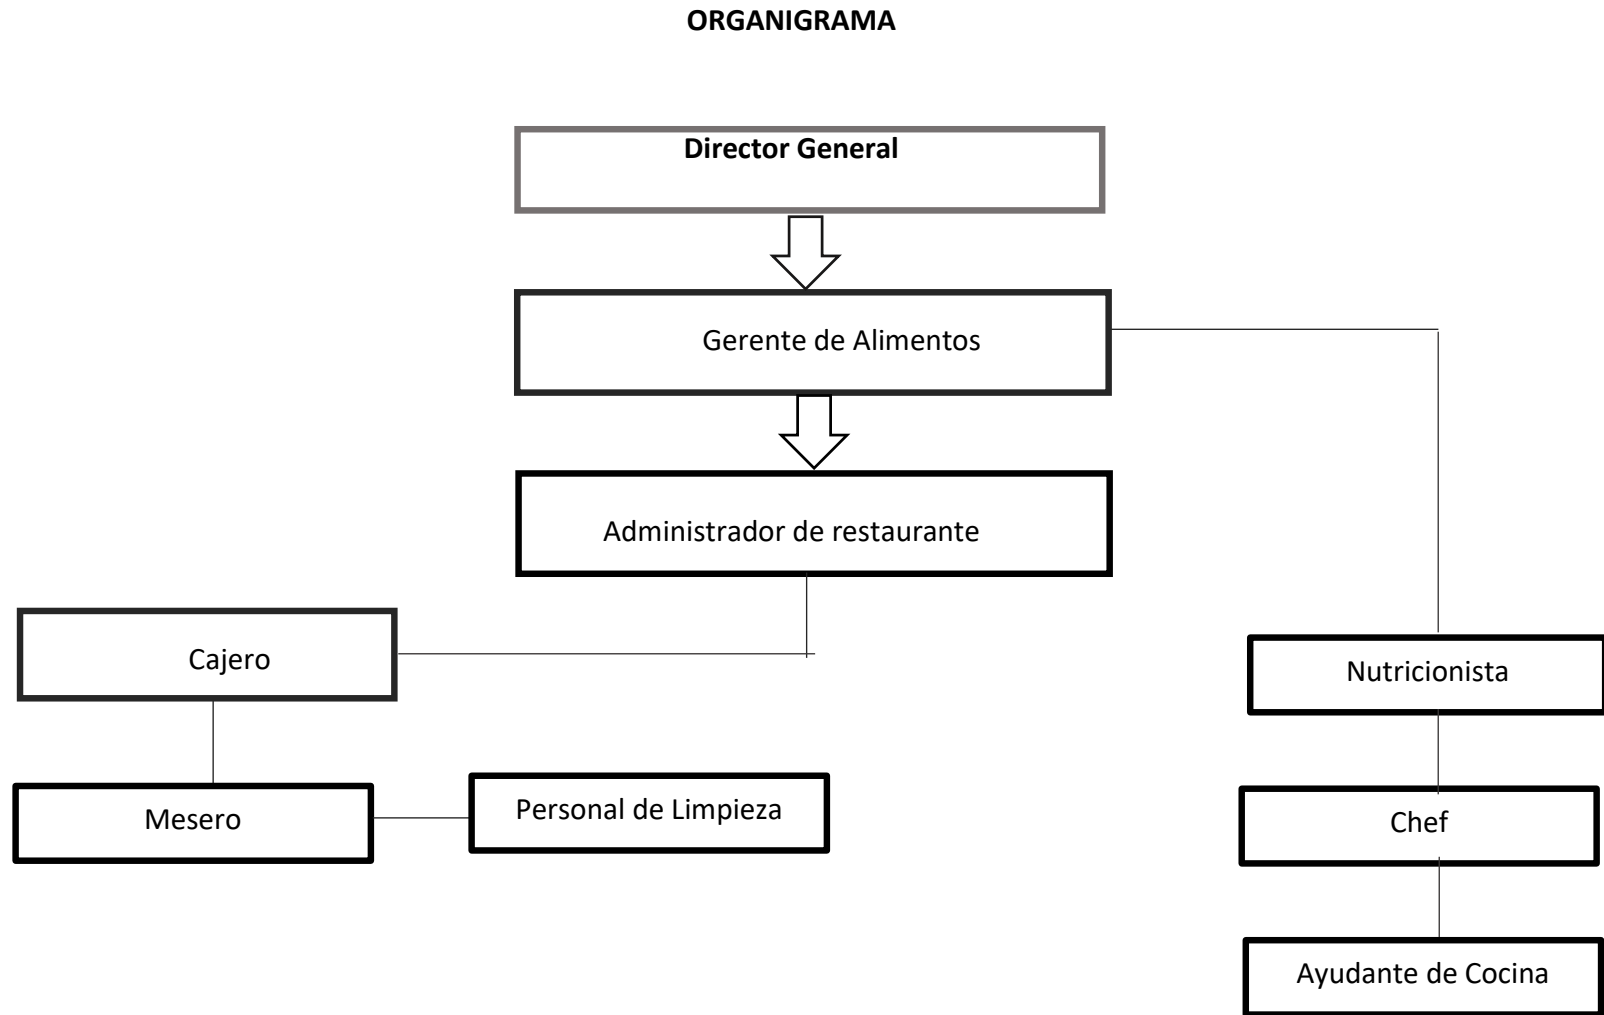 ORGANIGRAMA
Director General
Gerente de Alimentos
Administrador de restaurante
Cajero
Nutricionista
Mesero
Personal de Limpieza
Chef
Ayudante de Cocina